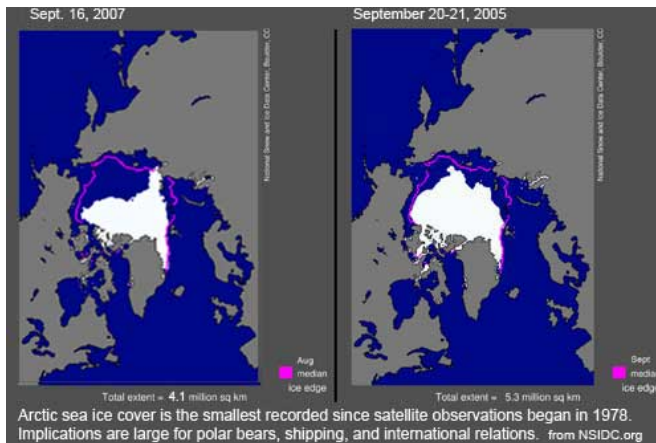 Sept. 16, 2007
September 20-21, 2005
National Snow and Ice Data Center, Boulder, CC
National Snow and Ice Data Center, Boulder, CC
Aug
median
ice edge
Total extent = 4.1 million sq km
Sept
median
ice edge
Total extent = 5.3 million sq km
Arctic sea ice cover is the smallest recorded since satellite observations began in 1978.
Implications are large for polar bears, shipping, and international relations. from NSIDC.org